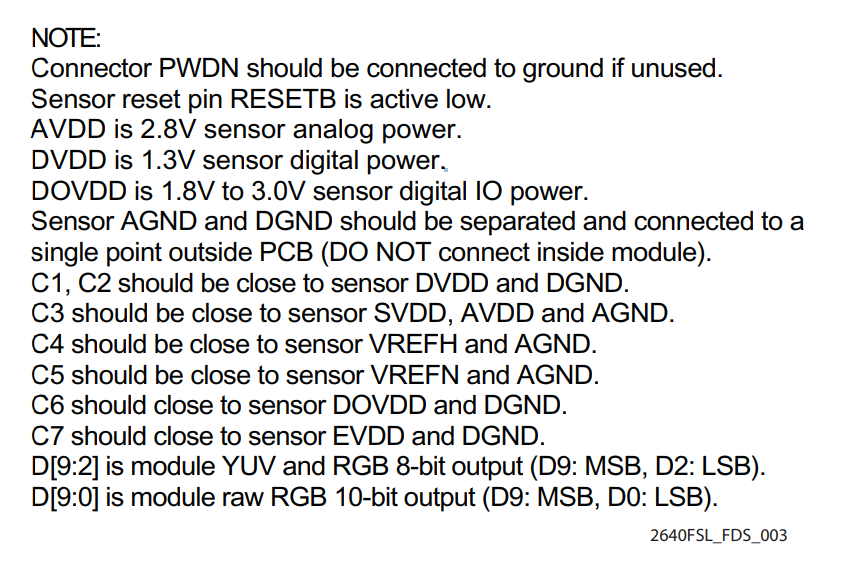 NOTE:
Connector PWDN should be connected to ground if unused.
Sensor reset pin RESETB is active low.
AVDD is 2.8V sensor analog power.
DVDD is 1.3V sensor digital power.
DOVDD is 1.8V to 3.0V sensor digital IO power.
Sensor AGND and DGND should be separated and connected to a
single point outside PCB (DO NOT connect inside module).
C1, C2 should be close to sensor DVDD and DGND.
C3 should be close to sensor SVDD, AVDD and AGND.
C4 should be close to sensor VREFH and AGND.
C5 should be close to sensor VREFN and AGND.
C6 should close to sensor DOVDD and DGND.
C7 should close to sensor EVDD and DGND.
D[9:2] is module YUV and RGB 8-bit output (D9: MSB, D2: LSB).
D[9:0] is module raw RGB 10-bit output (D9: MSB, D0: LSB).
2640FSL_FDS_003